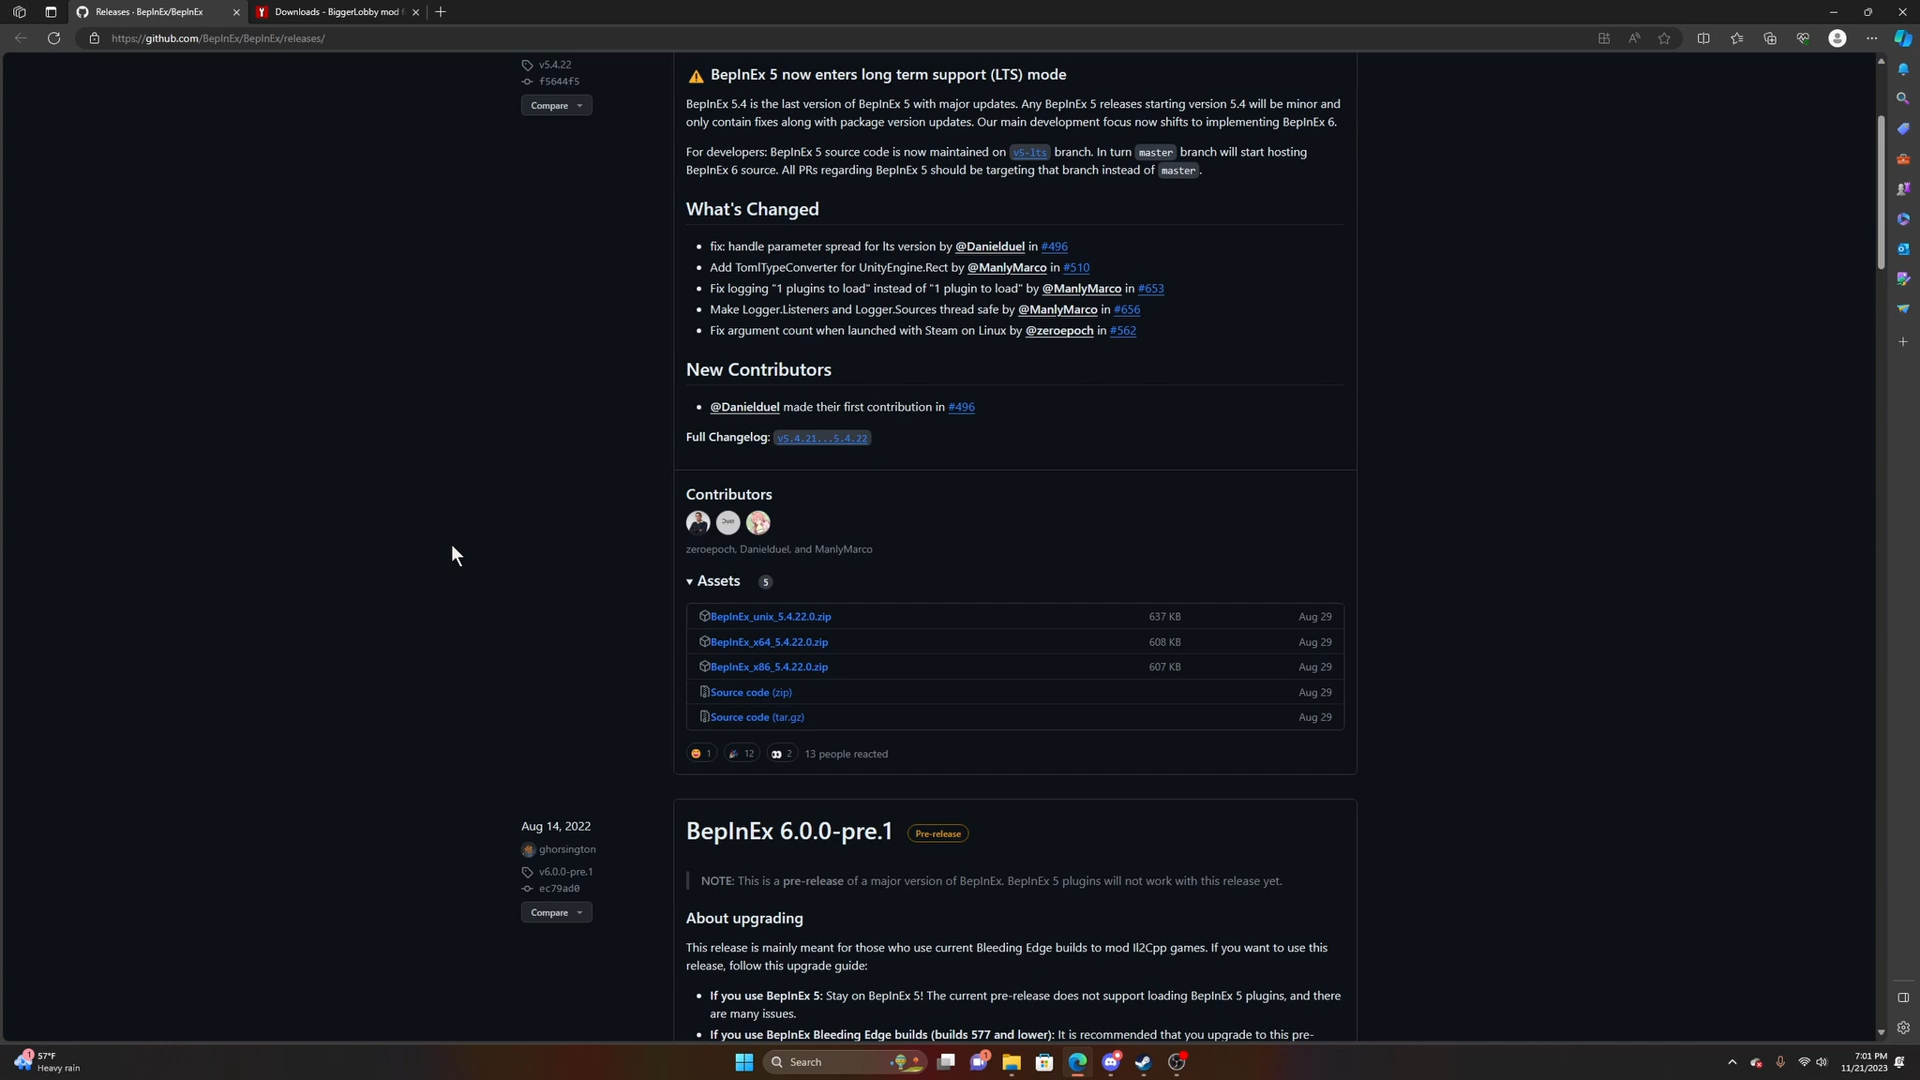 Releases · BepInEx/BepInEx
Downloads - BiggerLobby mod f
https://github.com/BepInEx/BepInEx/releases/
v5.4.22
f5644f5
Compare
⚠ BepInEx 5 now enters long term support (LTS) mode
BepInEx 5.4 is the last version of BepInEx 5 with major updates. Any BepInEx 5 releases starting version 5.4 will be minor and
only contain fixes along with package version updates. Our main development focus now shifts to implementing BepInEx 6.
For developers: BepInEx 5 source code is now maintained on v5-lts branch. In turn master branch will start hosting
BepInEx 6 source. All PRs regarding BepInEx 5 should be targeting that branch instead of master.
What's Changed
• fix: handle parameter spread for lts version by @Danielduel in #496
• Add TomlTypeConverter for UnityEngine.Rect by @ManlyMarco in #510
• Fix logging "1 plugins to load" instead of "1 plugin to load" by @ManlyMarco in #653
• Make Logger.Listeners and Logger.Sources thread safe by @ManlyMarco in #656
• Fix argument count when launched with Steam on Linux by @zeroepoch in #562
New Contributors
• @Danielduel made their first contribution in #496
Full Changelog: v5.4.21...5.4.22
Contributors
zeroepoch, Danielduel, and ManlyMarco
Assets 5
BepInEx_unix_5.4.22.0.zip 637 KB Aug 29
BepInEx_x64_5.4.22.0.zip 608 KB Aug 29
BepInEx_x86_5.4.22.0.zip 607 KB Aug 29
Source code (zip) Aug 29
Source code (tar.gz) Aug 29
1 12 2 13 people reacted
Aug 14, 2022
ghorsington
v6.0.0-pre.1
ec79ad0
Compare
BepInEx 6.0.0-pre.1 Pre-release
NOTE: This is a pre-release of a major version of BepInEx. BepInEx 5 plugins will not work with this release yet.
About upgrading
This release is mainly meant for those who use current Bleeding Edge builds to mod Il2Cpp games. If you want to use this
release, follow this upgrade guide:
• If you use BepInEx 5: Stay on BepInEx 5! The current pre-release does not support loading BepInEx 5 plugins, and there
are many issues.
• If you use BepInEx Bleeding Edge builds (builds 577 and lower): It is recommended that you upgrade to this pre-
1
57°F
Heavy rain
Search
1
7:01 PM
11/21/2023